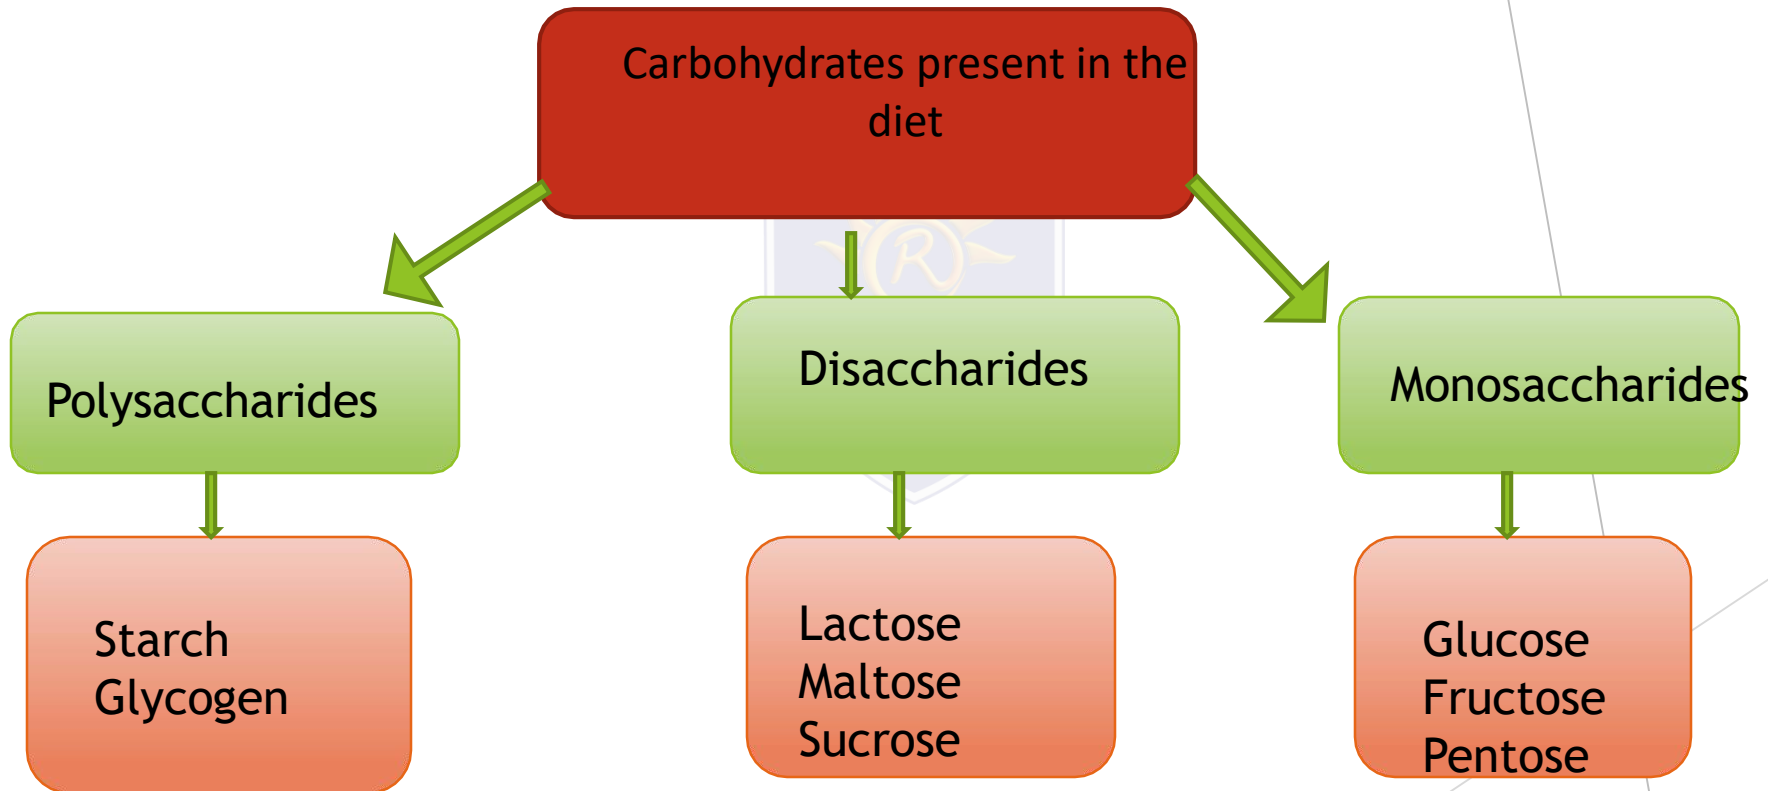 Carbohydrates present in the
diet
Polysaccharides
Disaccharides
Monosaccharides
Starch
Glycogen
Lactose
Maltose
Sucrose
Glucose
Fructose
Pentose
R